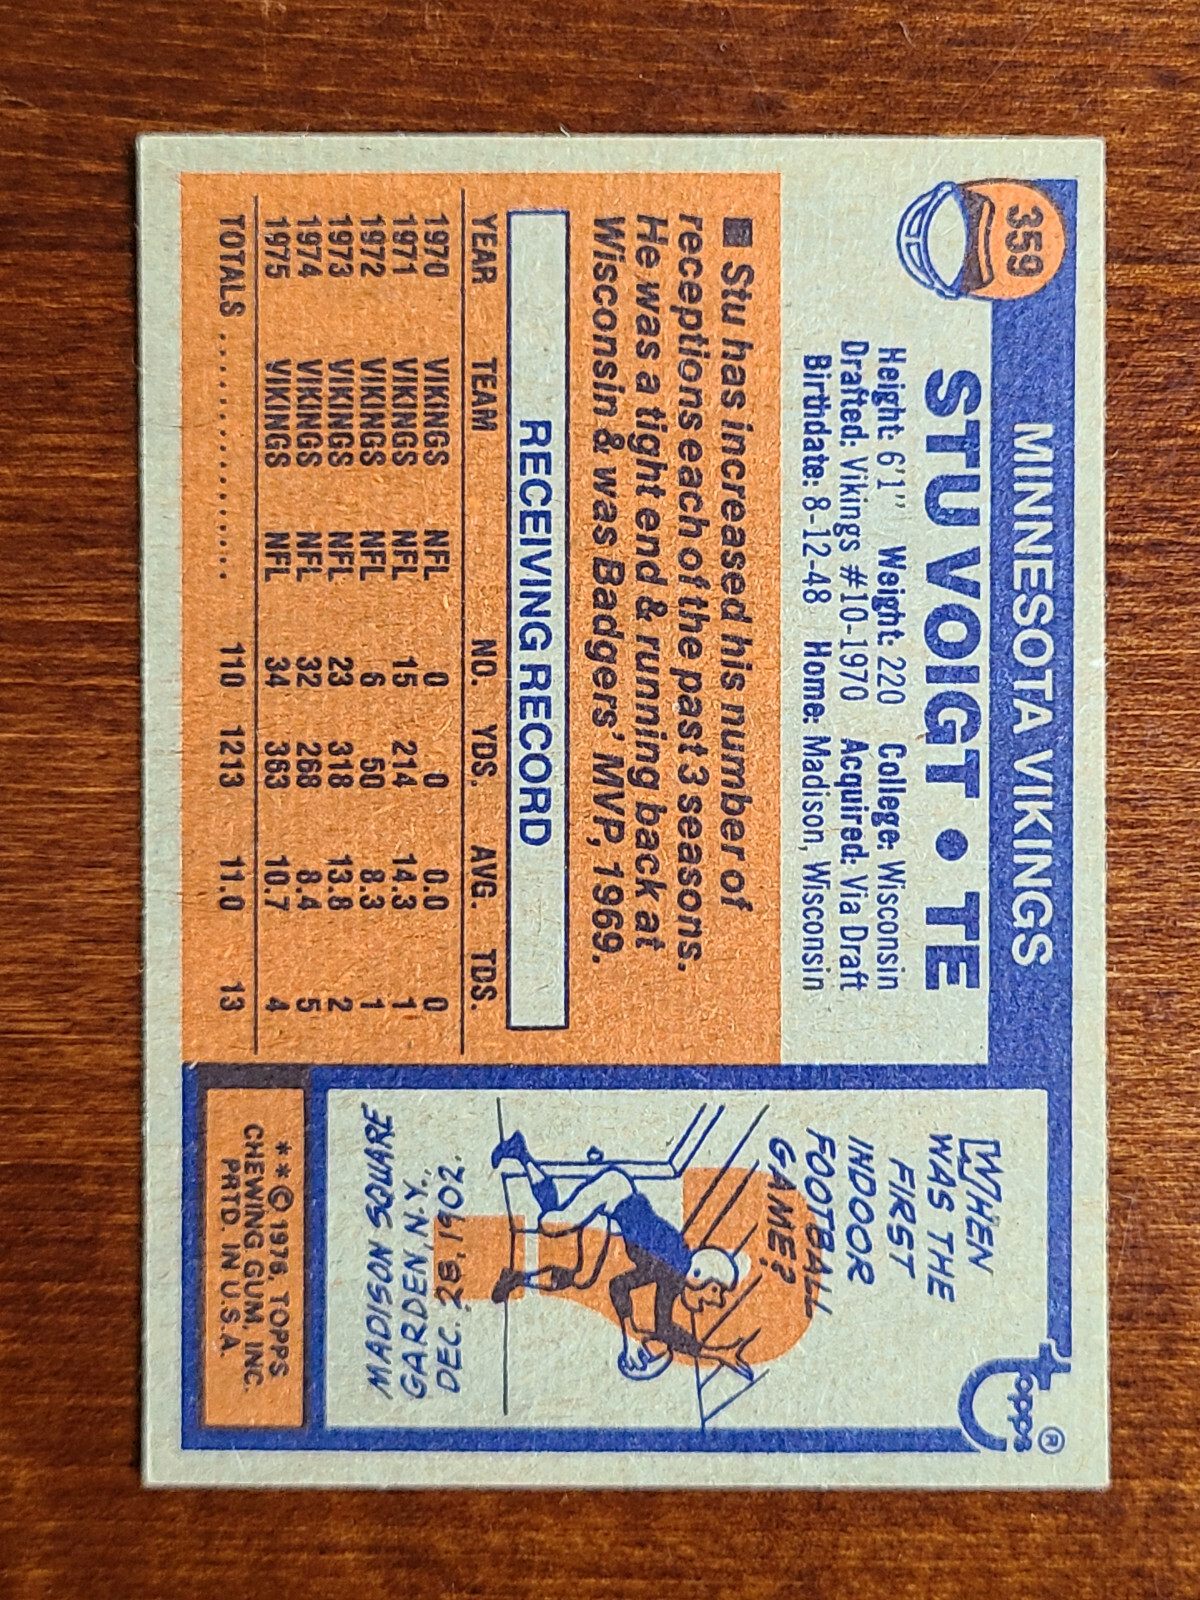 359
MINNESOTA VIKINGS
STU VOIGT • TE
Height: 6'1" Weight: 220 College: Wisconsin
Drafted: Vikings #10-1970 Acquired: Via Draft
Birthdate: 8-12-48 Home: Madison, Wisconsin
■ Stu has increased his number of
receptions each of the past 3 seasons.
He was a tight end & running back at
Wisconsin & was Badgers' MVP, 1969.
RECEIVING RECORD
YEAR TEAM NO. YDS. AVG. TDS.
1970 VIKINGS NFL 0 0 0.0 0
1971 VIKINGS NFL 15 214 14.3 1
1972 VIKINGS NFL 6 50 8.3 1
1973 VIKINGS NFL 23 318 13.8 2
1974 VIKINGS NFL 32 268 8.4 5
1975 VIKINGS NFL 34 363 10.7 4
TOTALS .................... 110 1213 11.0 13
Topps®
WHEN
WAS THE
FIRST
INDOOR
FOOTBALL
GAME?
MADISON SQUARE
GARDEN, N.Y.,
DEC. 28, 1902.
**© 1976, TOPPS
CHEWING GUM, INC.
PRTD. IN U.S.A.